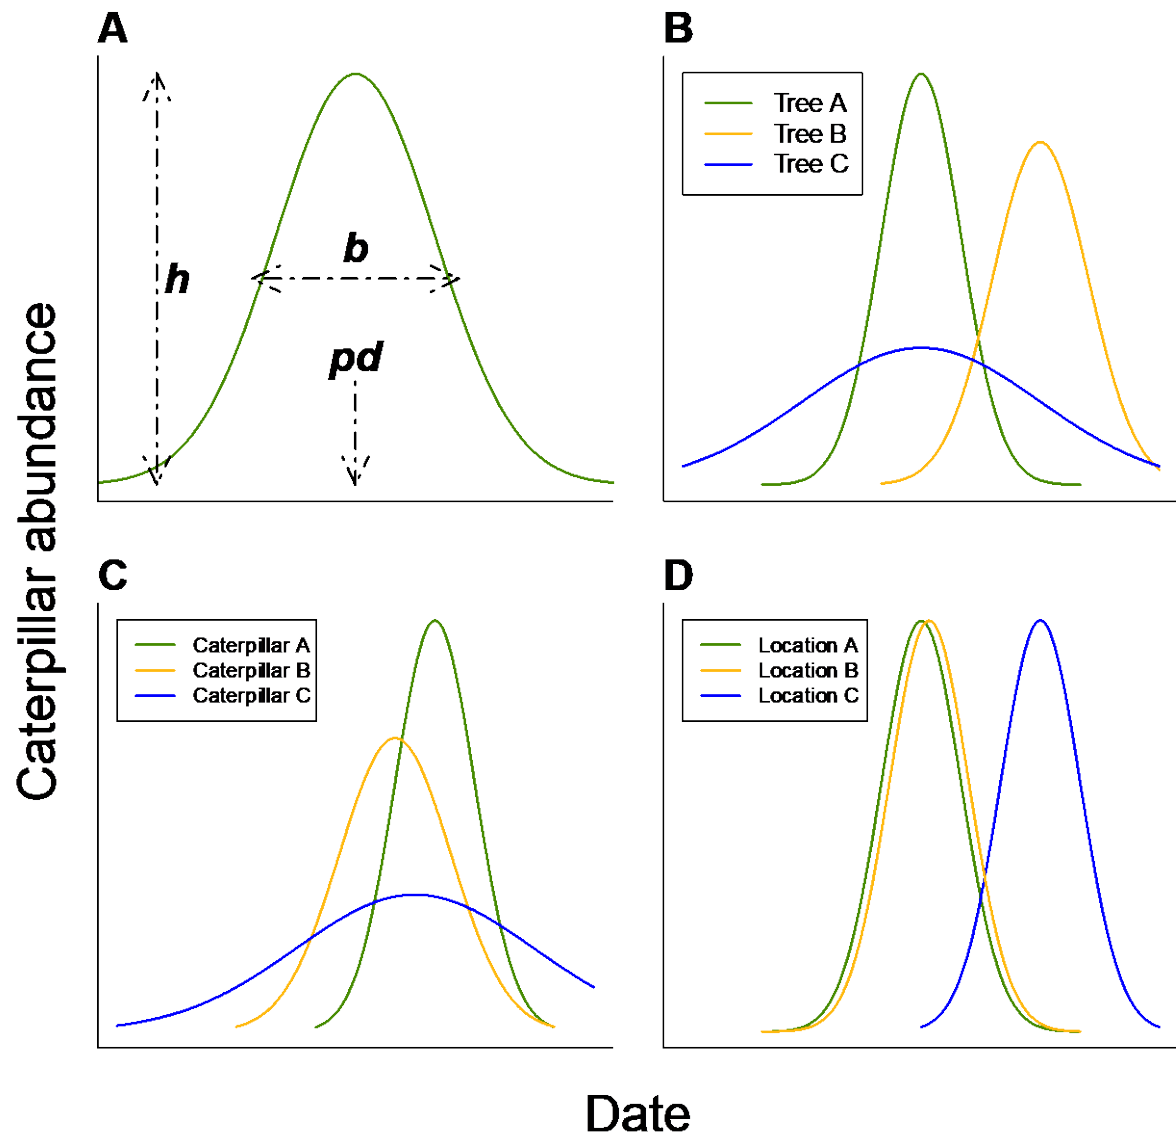 A
h
b
pd
B
Tree A
Tree B
Tree C
Caterpillar abundance
C
Caterpillar A
Caterpillar B
Caterpillar C
D
Location A
Location B
Location C
Date